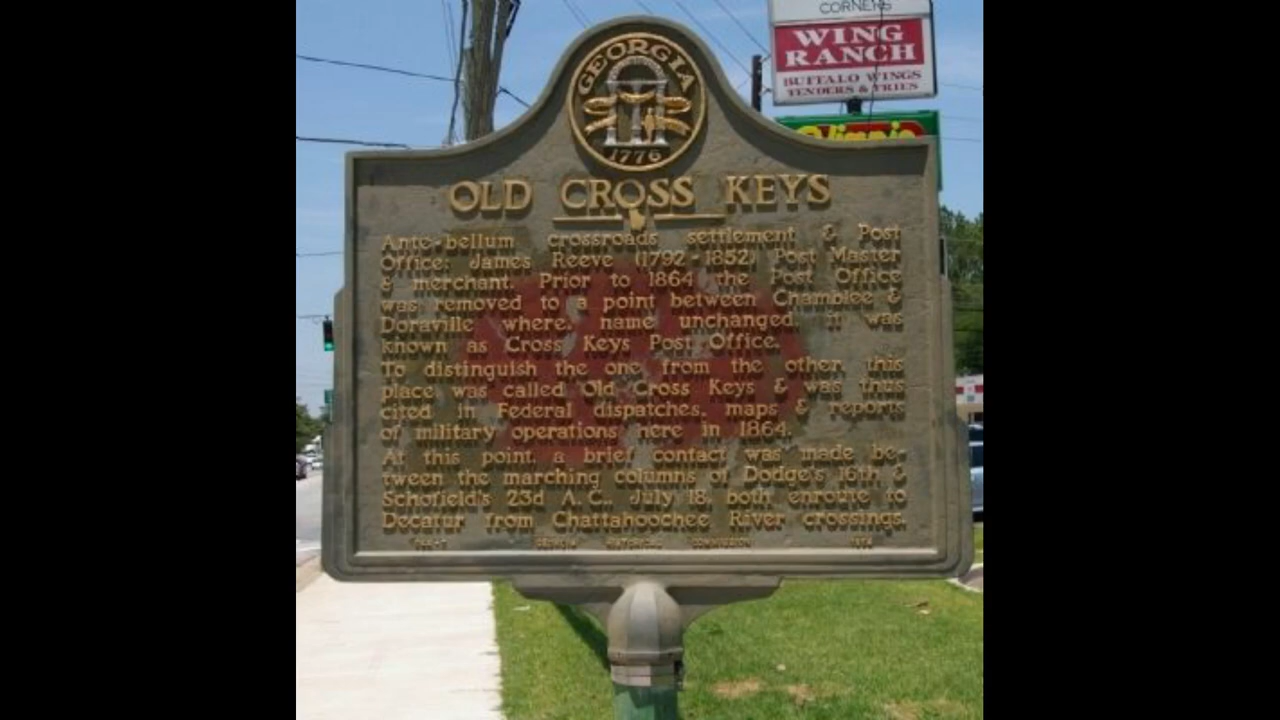 CORNERS
WING
RANCH
BUFFALO WINGS
TENDERS & FRIES
GEORGIA
1776
OLD CROSS KEYS
Ante-bellum crossroads settlement & Post
Office; James Reeve (1792-1852) Post Master
& merchant. Prior to 1864 the Post Office
was removed to a point between Chamblee &
Doraville where, name unchanged, it was
known as Cross Keys Post Office.
To distinguish the one from the other, this
place was called Old Cross Keys & was thus
cited in Federal dispatches, maps & reports
of military operations here in 1864.
At this point, a brief contact was made be-
tween the marching columns of Dodge's 16th &
Schofield's 23d A.C., July 18, both enroute to
Decatur from Chattahoochee River crossings.
GEORGIA HISTORICAL COMMISSION